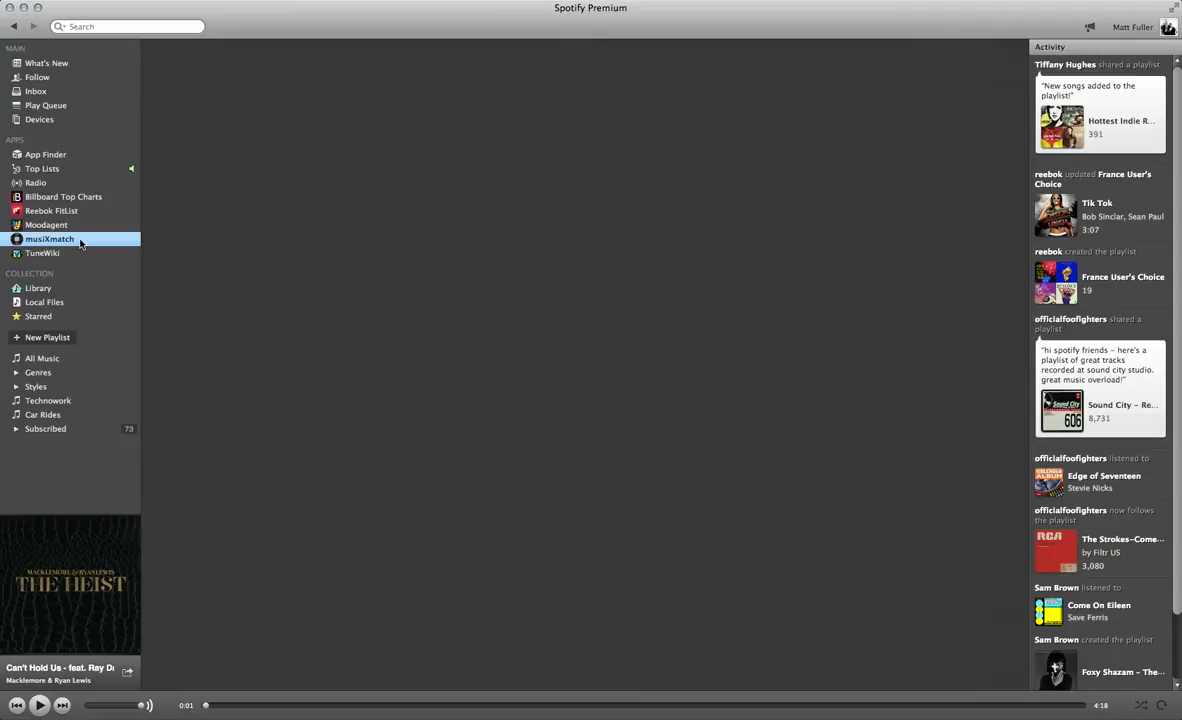 Spotify Premium
Search
Matt Fuller
MAIN
What's New
Follow
Inbox
Play Queue
Devices
APPS
App Finder
Top Lists
Radio
Billboard Top Charts
Reebok FitList
Moodagent
musiXmatch
TuneWiki
COLLECTION
Library
Local Files
Starred
+ New Playlist
All Music
Genres
Styles
Technowork
Car Rides
Subscribed 73
MACKLEMORE & RYAN LEWIS
THE HEIST
Can't Hold Us - feat. Ray D
Macklemore & Ryan Lewis
0:01
4:18
Activity
Tiffany Hughes shared a playlist
"New songs added to the
playlist!"
Hottest Indie R...
391
reebok updated France User's
Choice
Tik Tok
Bob Sinclar, Sean Paul
3:07
reebok created the playlist
France User's Choice
19
officialfoofighters shared a
playlist
"hi spotify friends - here's a
playlist of great tracks
recorded at sound city studio.
great music overload!"
Sound City
606
Sound City - Re...
8,731
officialfoofighters listened to
Edge of Seventeen
Stevie Nicks
officialfoofighters now follows
the playlist
RCA
The Strokes-Come...
by Filtr US
3,080
Sam Brown listened to
Come On Eileen
Save Ferris
Sam Brown created the playlist
Foxy Shazam - The...